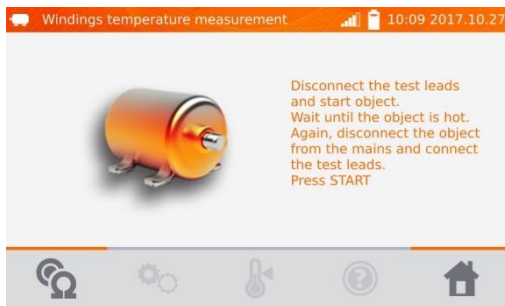 Windings temperature measurement 10:09 2017.10.27
Disconnect the test leads
and start object.
Wait until the object is hot.
Again, disconnect the object
from the mains and connect
the test leads.
Press START